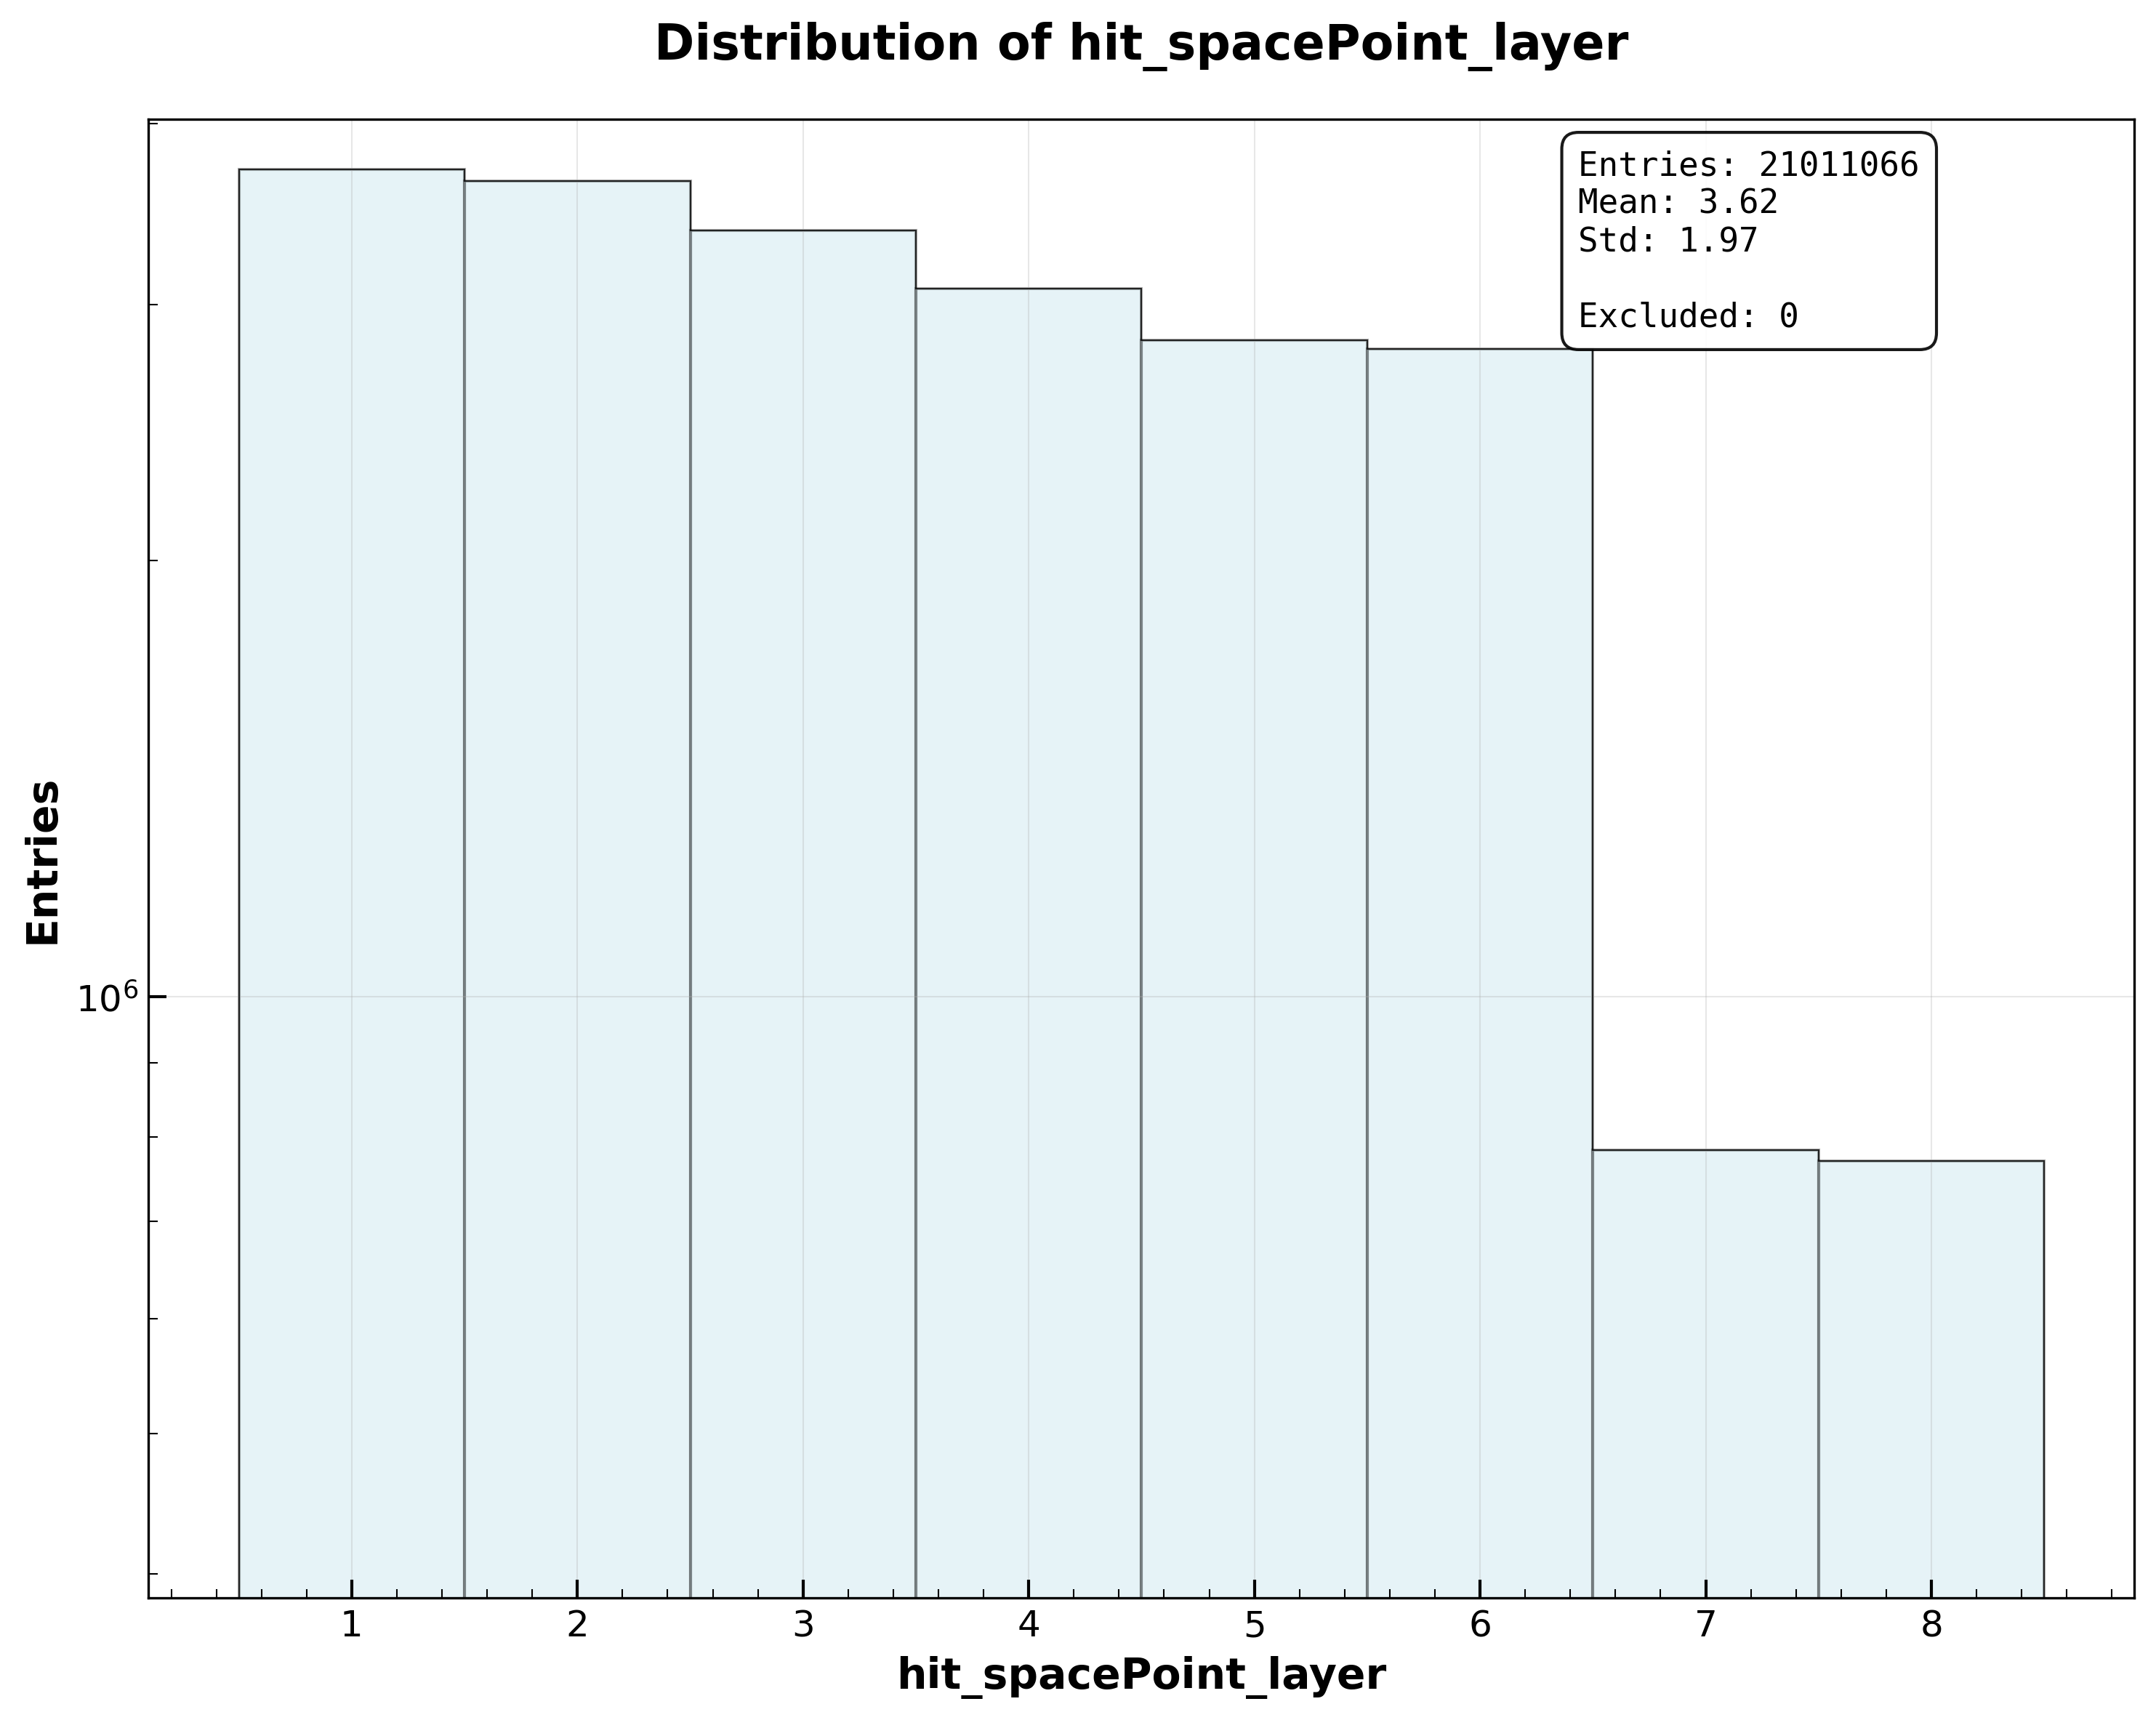 Distribution of hit_spacePoint_layer
Entries: 21011066
Mean: 3.62
Std: 1.97
Excluded: 0
Entries
10⁶
1 2 3 4 5 6 7 8
hit_spacePoint_layer